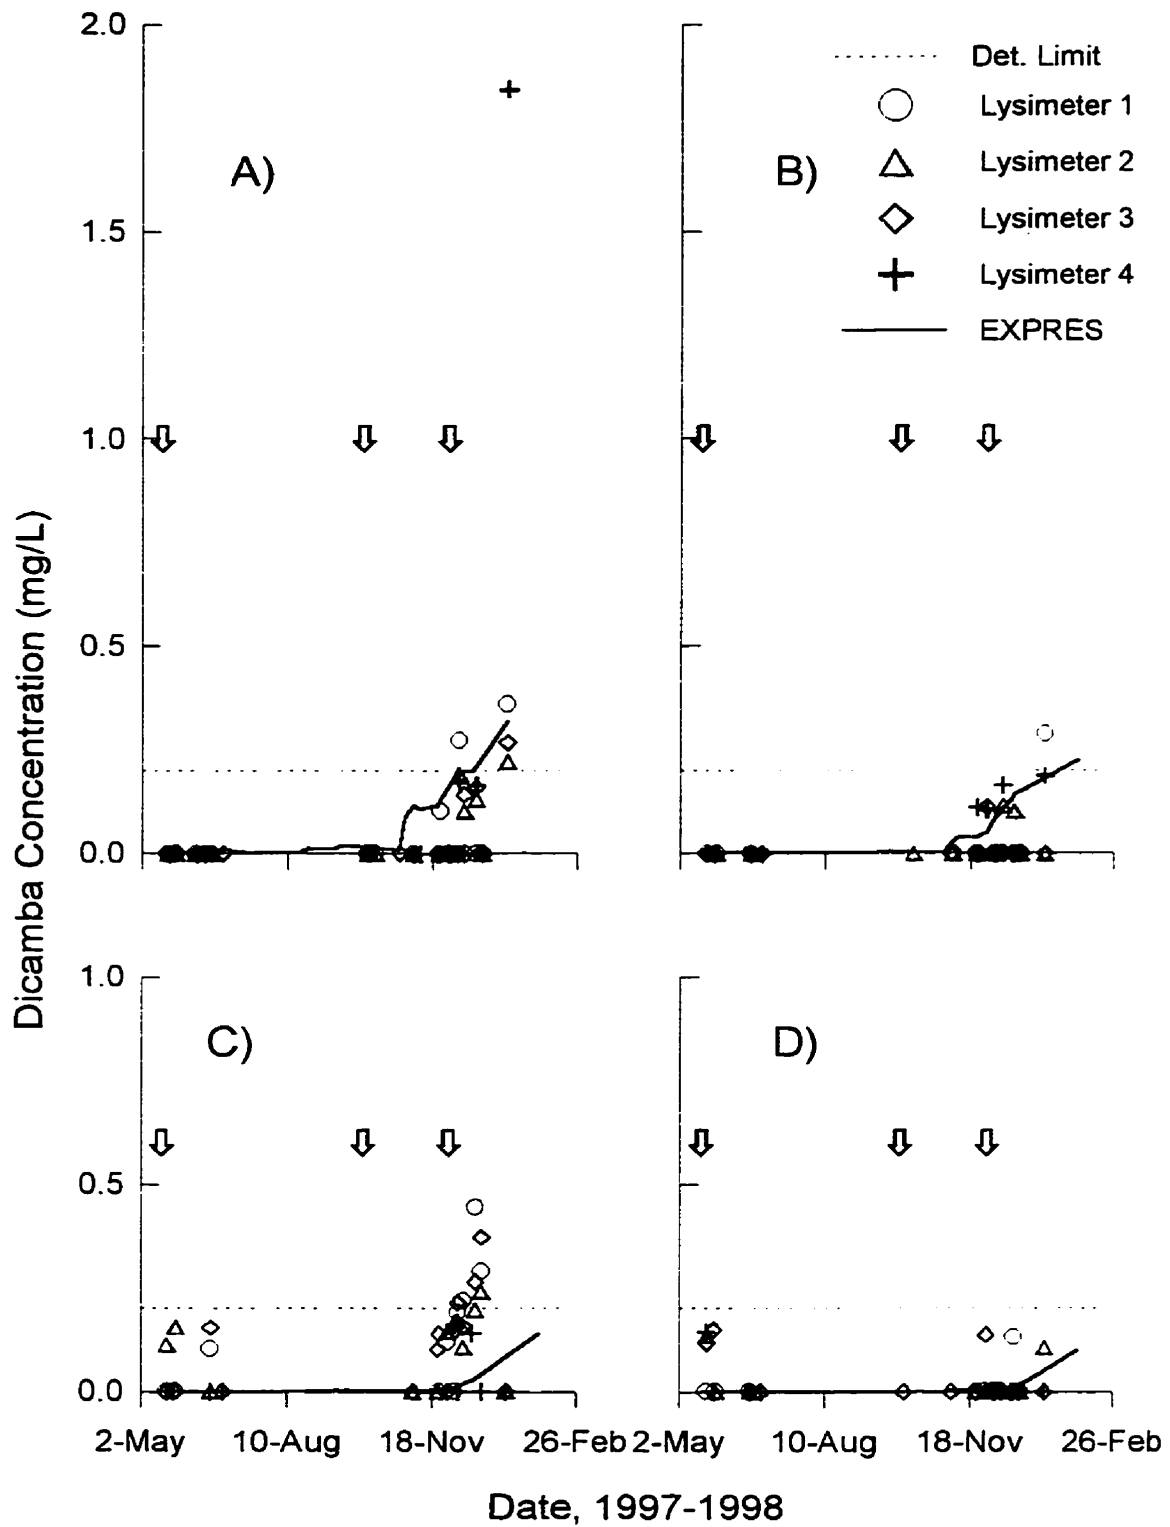 2.0
1.5
1.0
0.5
0.0
A)
B)
Det. Limit
Lysimeter 1
Lysimeter 2
Lysimeter 3
Lysimeter 4
EXPRES
Dicamba Concentration (mg/L)
1.0
0.5
0.0
C)
D)
2-May 10-Aug 18-Nov 26-Feb 2-May 10-Aug 18-Nov 26-Feb
Date, 1997-1998